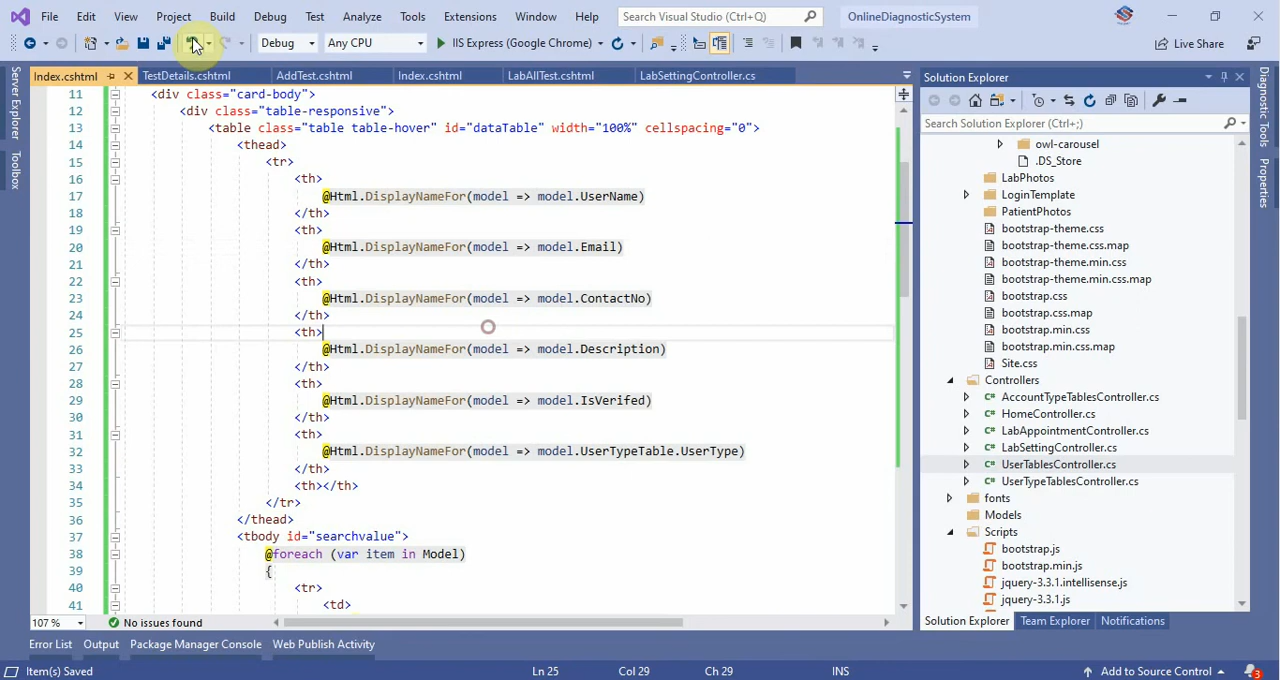 File Edit View Project Build Debug Test Analyze Tools Extensions Window Help Search Visual Studio (Ctrl+Q) OnlineDiagnosticSystem
Debug Any CPU IIS Express (Google Chrome) Live Share
Index.cshtml TestDetails.cshtml AddTest.cshtml Index.cshtml LabAllTest.cshtml LabSettingController.cs
Server Explorer
Toolbox
11 <div class="card-body">
12 <div class="table-responsive">
13 <table class="table table-hover" id="dataTable" width="100%" cellspacing="0">
14 <thead>
15 <tr>
16 <th>
17 @Html.DisplayNameFor(model => model.UserName)
18 </th>
19 <th>
20 @Html.DisplayNameFor(model => model.Email)
21 </th>
22 <th>
23 @Html.DisplayNameFor(model => model.ContactNo)
24 </th>
25 <th>
26 @Html.DisplayNameFor(model => model.Description)
27 </th>
28 <th>
29 @Html.DisplayNameFor(model => model.IsVerifed)
30 </th>
31 <th>
32 @Html.DisplayNameFor(model => model.UserTypeTable.UserType)
33 </th>
34 <th></th>
35 </tr>
36 </thead>
37 <tbody id="searchvalue">
38 @foreach (var item in Model)
39 {
40 <tr>
41 <td>
107 % No issues found
Solution Explorer
Search Solution Explorer (Ctrl+;)
owl-carousel
.DS_Store
LabPhotos
LoginTemplate
PatientPhotos
bootstrap-theme.css
bootstrap-theme.css.map
bootstrap-theme.min.css
bootstrap-theme.min.css.map
bootstrap.css
bootstrap.css.map
bootstrap.min.css
bootstrap.min.css.map
Site.css
Controllers
AccountTypeTablesController.cs
HomeController.cs
LabAppointmentController.cs
LabSettingController.cs
UserTablesController.cs
UserTypeTablesController.cs
fonts
Models
Scripts
bootstrap.js
bootstrap.min.js
jquery-3.3.1.intellisense.js
jquery-3.3.1.js
Solution Explorer Team Explorer Notifications
Diagnostic Tools
Properties
Error List Output Package Manager Console Web Publish Activity
Item(s) Saved Ln 25 Col 29 Ch 29 INS Add to Source Control 3